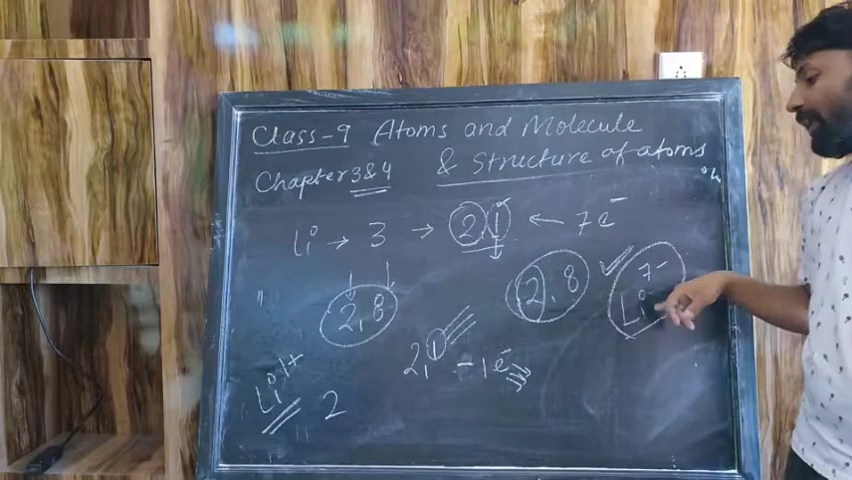 Class-9 Atoms and Molecule
Chapter 3&4 & Structure of atoms
Li → 3 → 2 1 ← 7e⁻
2,8 2,8 7-
Li
2,1 - 1e⁻
Li 1+ 2